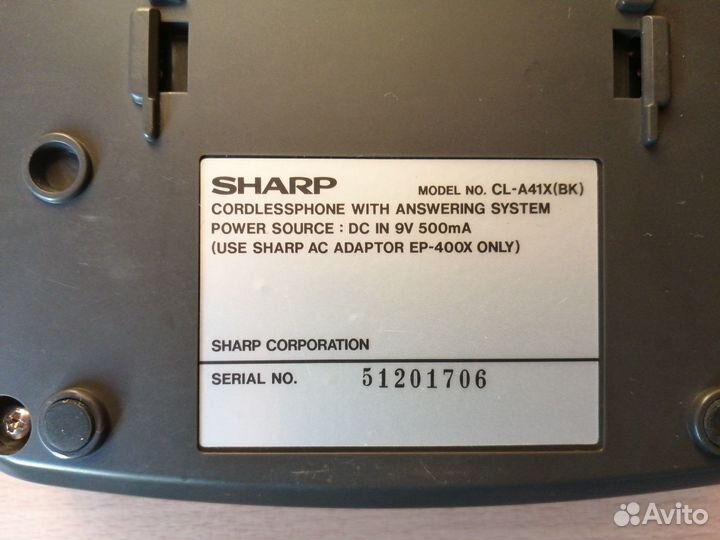 SHARP MODEL NO. CL-A41X(BK)
CORDLESSPHONE WITH ANSWERING SYSTEM
POWER SOURCE : DC IN 9V 500mA
(USE SHARP AC ADAPTOR EP-400X ONLY)
SHARP CORPORATION
SERIAL NO. 51201706
Avito